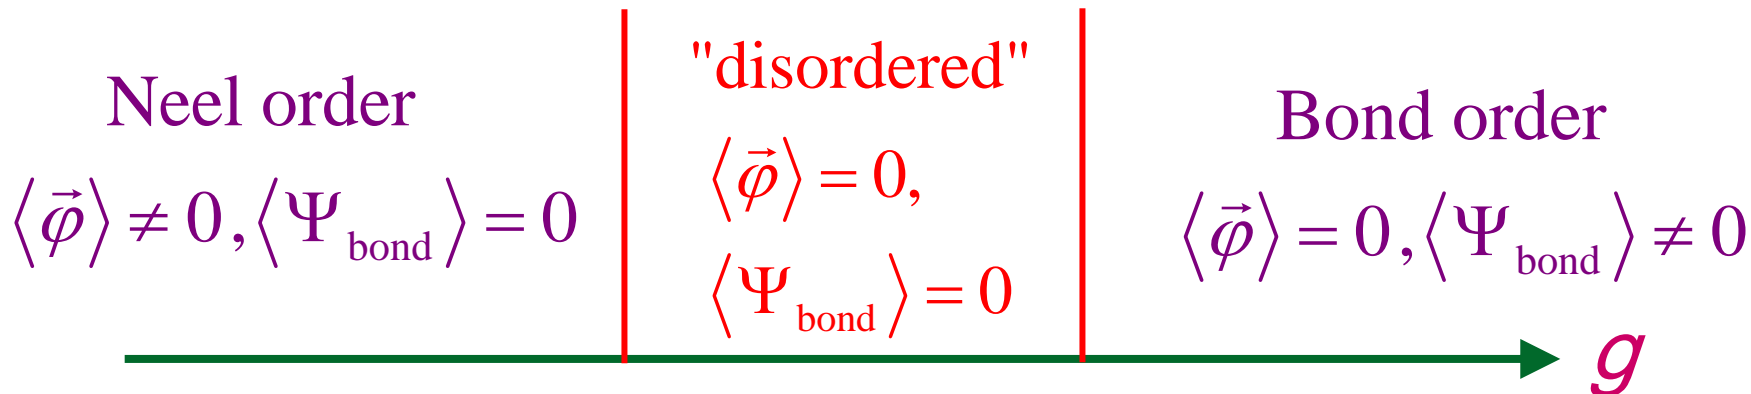 Neel order
⟨φ⃗⟩ ≠ 0, ⟨Ψ_bond⟩ = 0
"disordered"
⟨φ⃗⟩ = 0,
⟨Ψ_bond⟩ = 0
Bond order
⟨φ⃗⟩ = 0, ⟨Ψ_bond⟩ ≠ 0
g